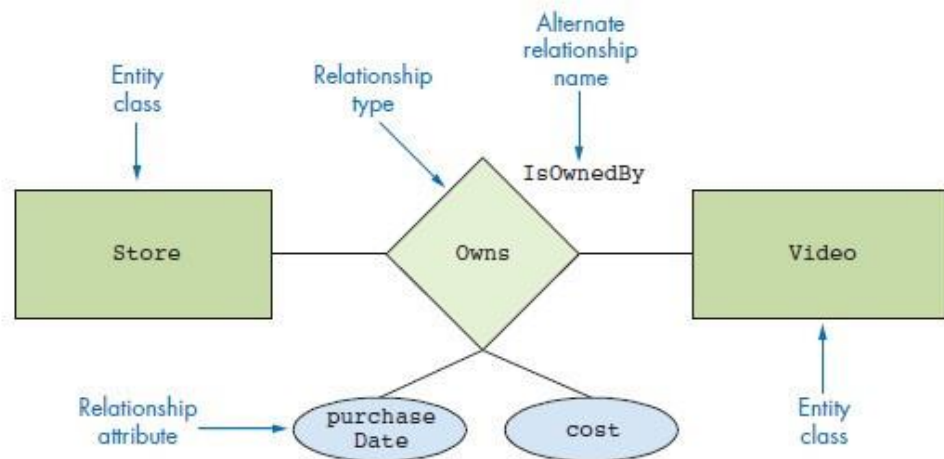 Alternate
relationship
name
Entity
class
Relationship
type
IsOwnedBy
Store
Owns
Video
Relationship
attribute
purchase
Date
cost
Entity
class